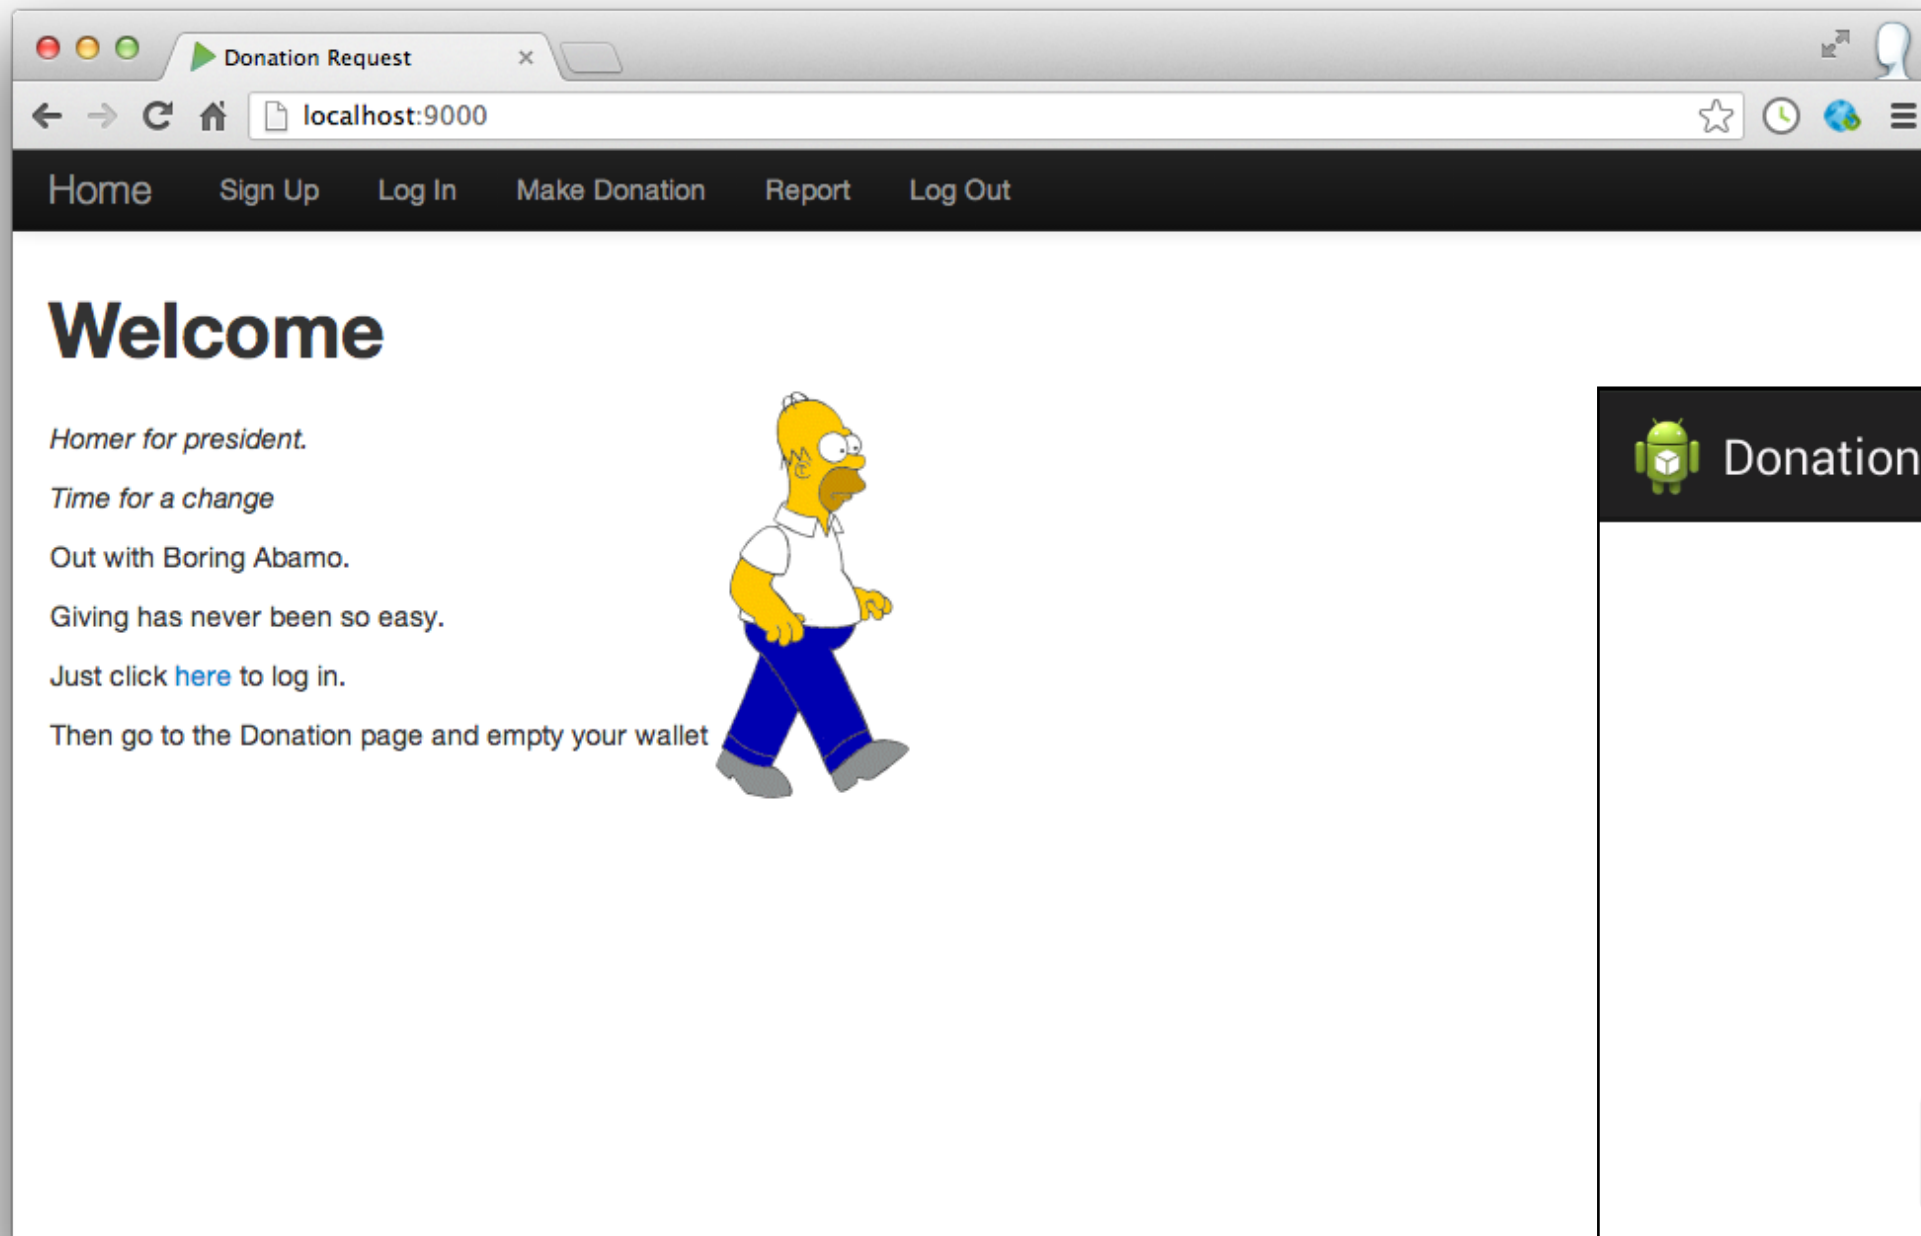 Donation Request
localhost:9000
Home Sign Up Log In Make Donation Report Log Out
Welcome
Homer for president.
Time for a change
Out with Boring Abamo.
Giving has never been so easy.
Just click here to log in.
Then go to the Donation page and empty your wallet
Donation